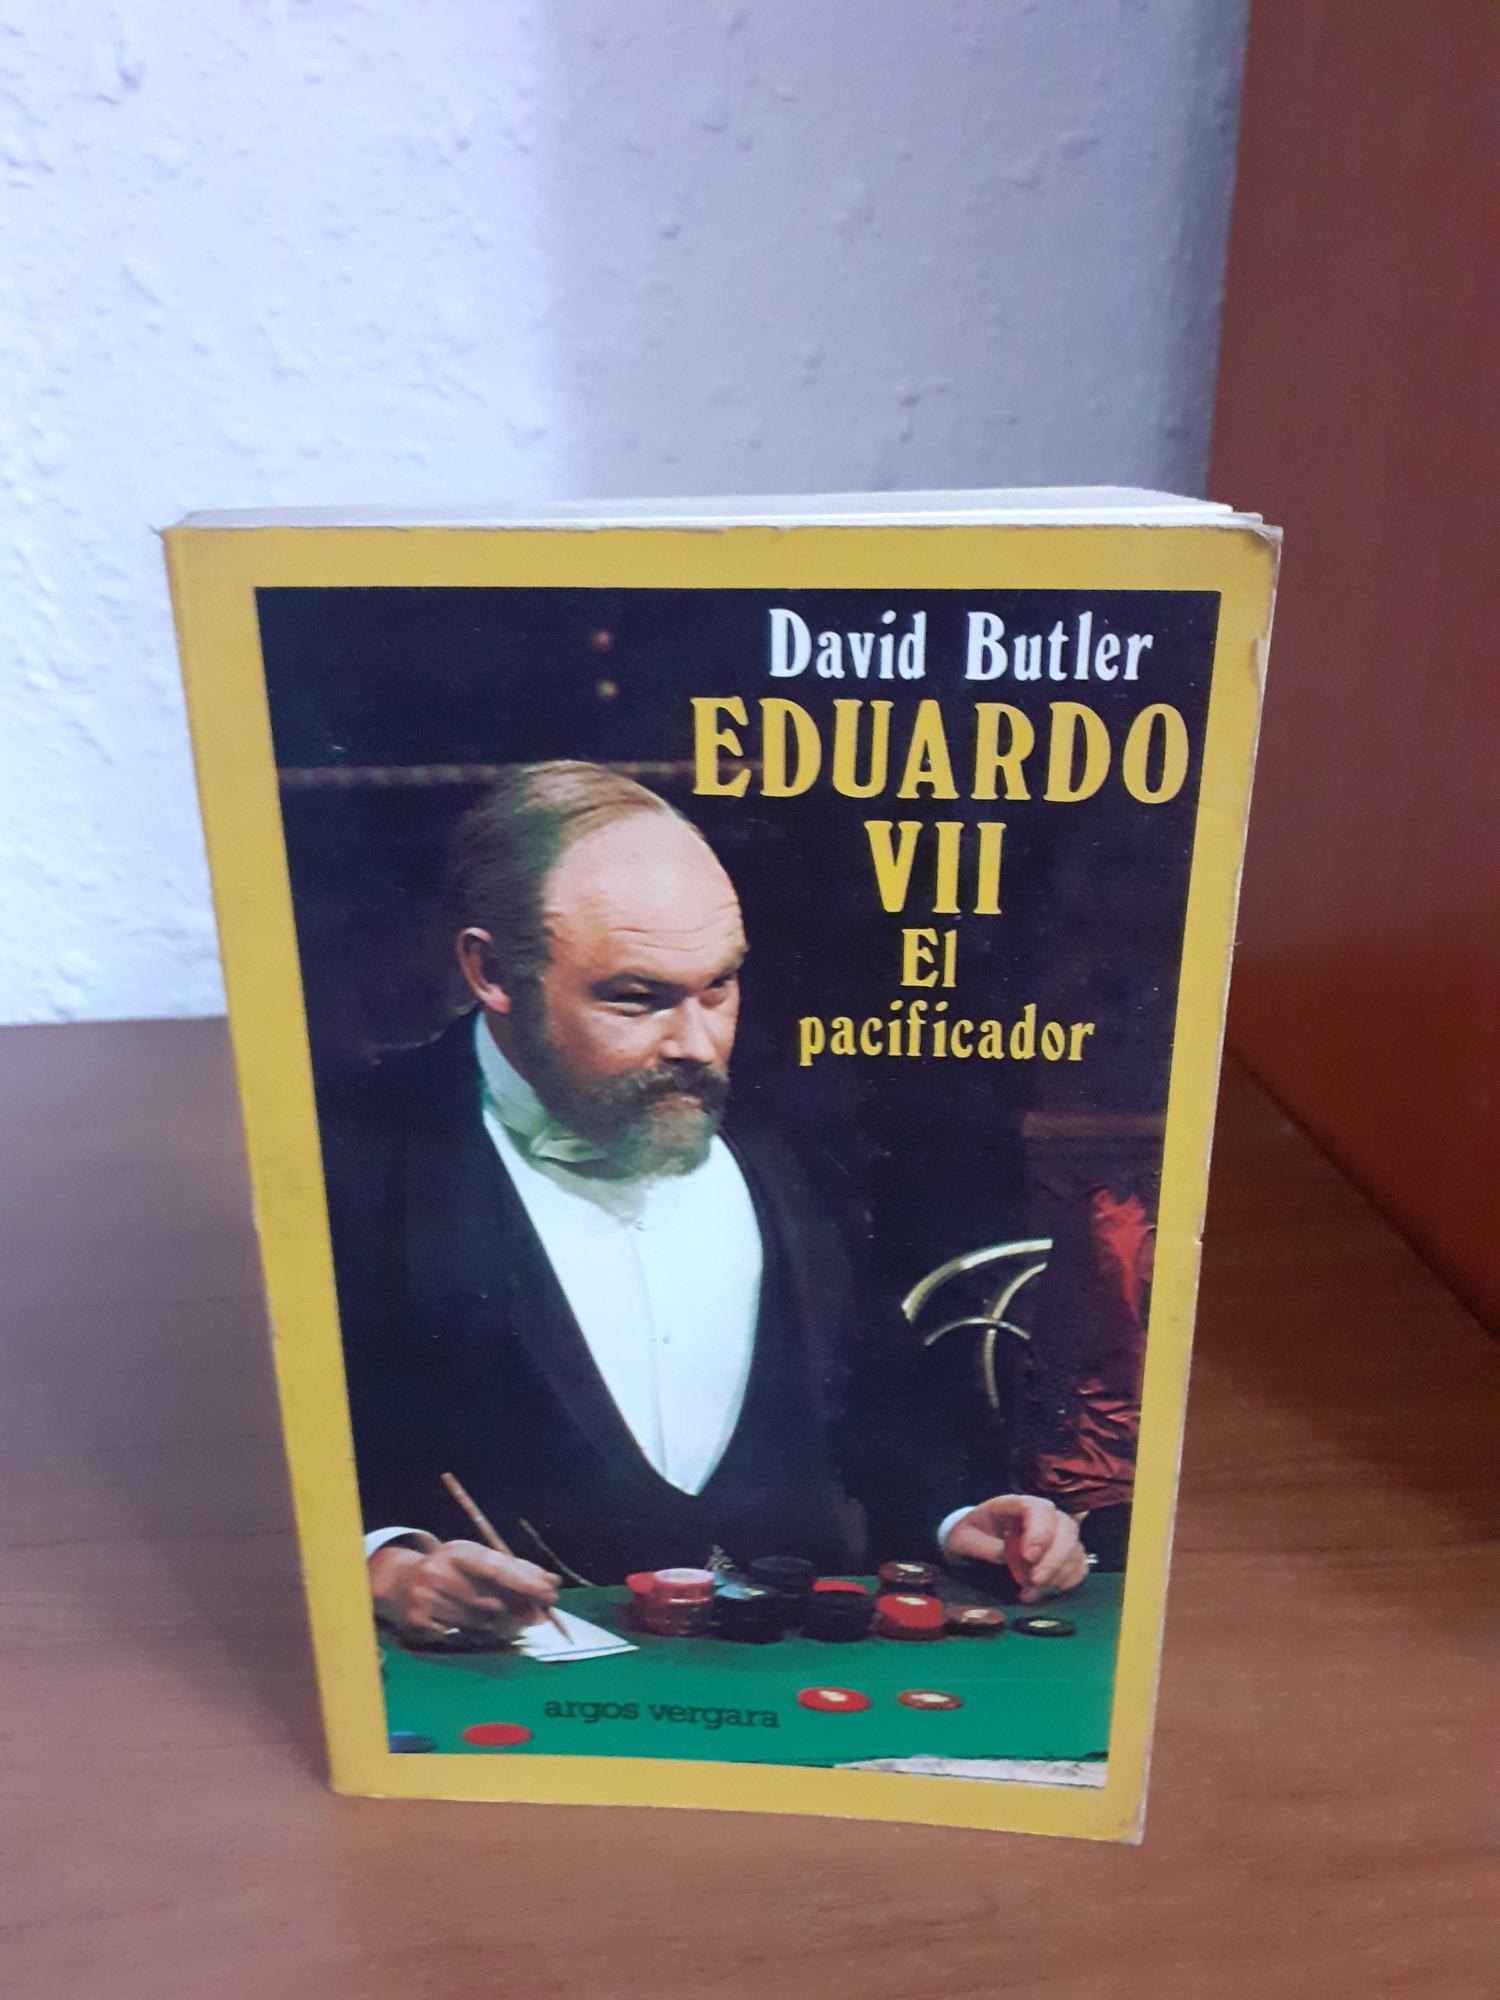 David Butler
EDUARDO
VII
El
pacificador
argos vergara